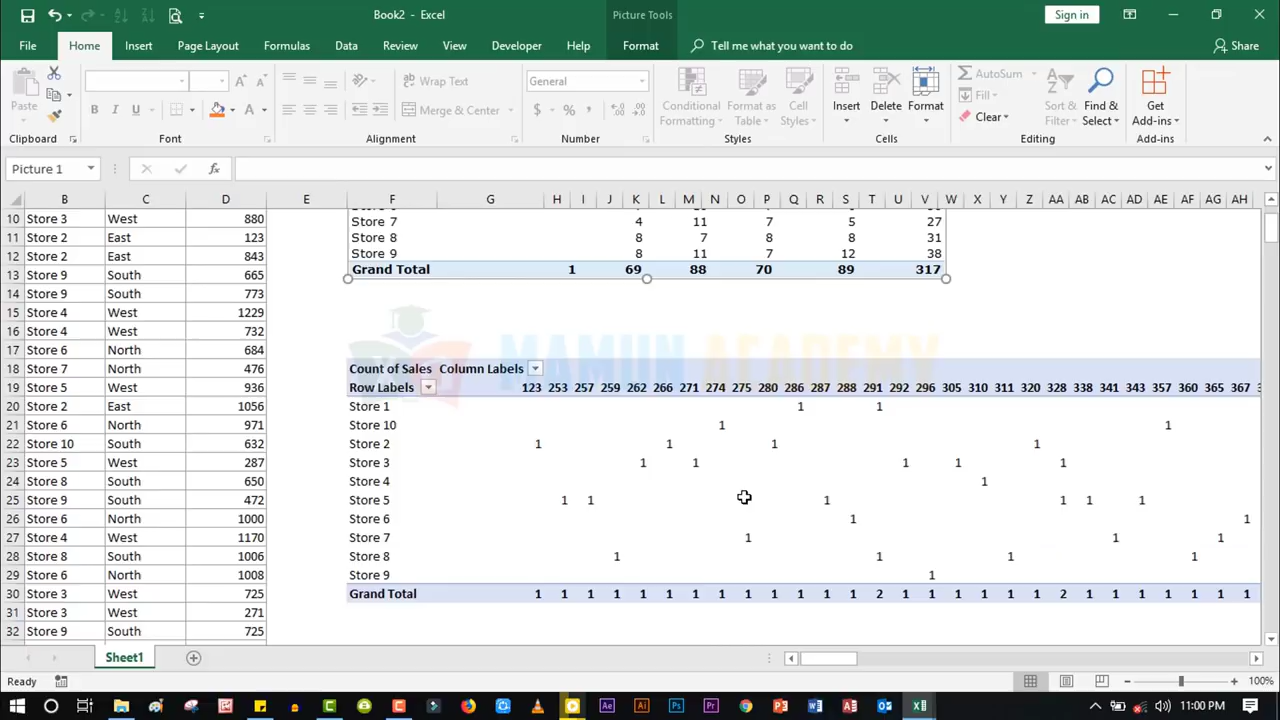 Book2 - Excel
Picture Tools
Sign in
File Home Insert Page Layout Formulas Data Review View Developer Help Format Tell me what you want to do Share
Paste
Clipboard
B I U
A A
Font
Wrap Text
Merge & Center
Alignment
General
$ % ,
Number
Conditional Formatting
Format as Table
Cell Styles
Styles
Insert Delete Format
Cells
AutoSum
Fill
Clear
Sort & Filter
Find & Select
Editing
Get Add-ins
Add-ins
Picture 1 fx
B C D E F G H I J K L M N O P Q R S T U V W X Y Z AA AB AC AD AE AF AG AH
10 Store 3 West 880
Store 7 4 11 7 5 27
11 Store 2 East 123
Store 8 8 7 8 8 31
12 Store 2 East 843
Store 9 8 11 7 12 38
13 Store 9 South 665
Grand Total 1 69 88 70 89 317
14 Store 9 South 773
15 Store 4 West 1229
16 Store 4 West 732
17 Store 6 North 684
MAMUN ACADEMY
18 Store 7 North 476 Count of Sales Column Labels
19 Store 5 West 936 Row Labels 123 253 257 259 262 266 271 274 275 280 286 287 288 291 292 296 305 310 311 320 328 338 341 343 357 360 365 367
20 Store 2 East 1056 Store 1 1 1
21 Store 6 North 971 Store 10 1 1
22 Store 10 South 632 Store 2 1 1 1 1
23 Store 5 West 287 Store 3 1 1 1 1 1
24 Store 8 South 650 Store 4 1
25 Store 9 South 472 Store 5 1 1 1 1 1 1
26 Store 6 North 1000 Store 6 1 1
27 Store 4 West 1170 Store 7 1 1 1
28 Store 8 South 1006 Store 8 1 1 1 1
29 Store 6 North 1008 Store 9 1
30 Store 3 West 725 Grand Total 1 1 1 1 1 1 1 1 1 1 1 1 1 2 1 1 1 1 1 1 2 1 1 1 1 1 1 1
31 Store 3 West 271
32 Store 9 South 725
Sheet1
Ready 100%
Ae Ai Ps Pr 11:00 PM